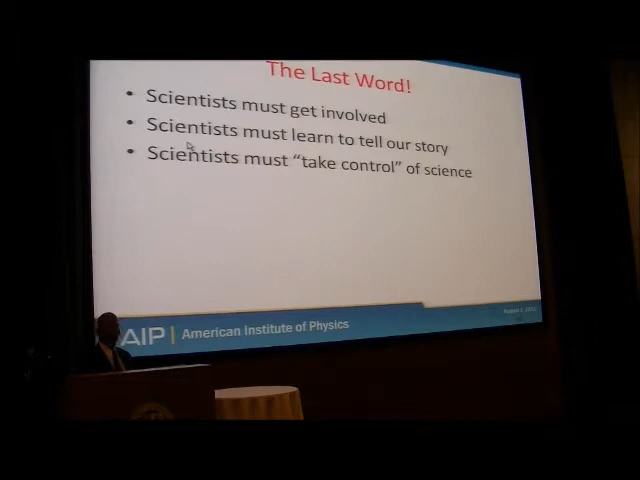 The Last Word!
• Scientists must get involved
• Scientists must learn to tell our story
• Scientists must “take control” of science
AIP | American Institute of Physics